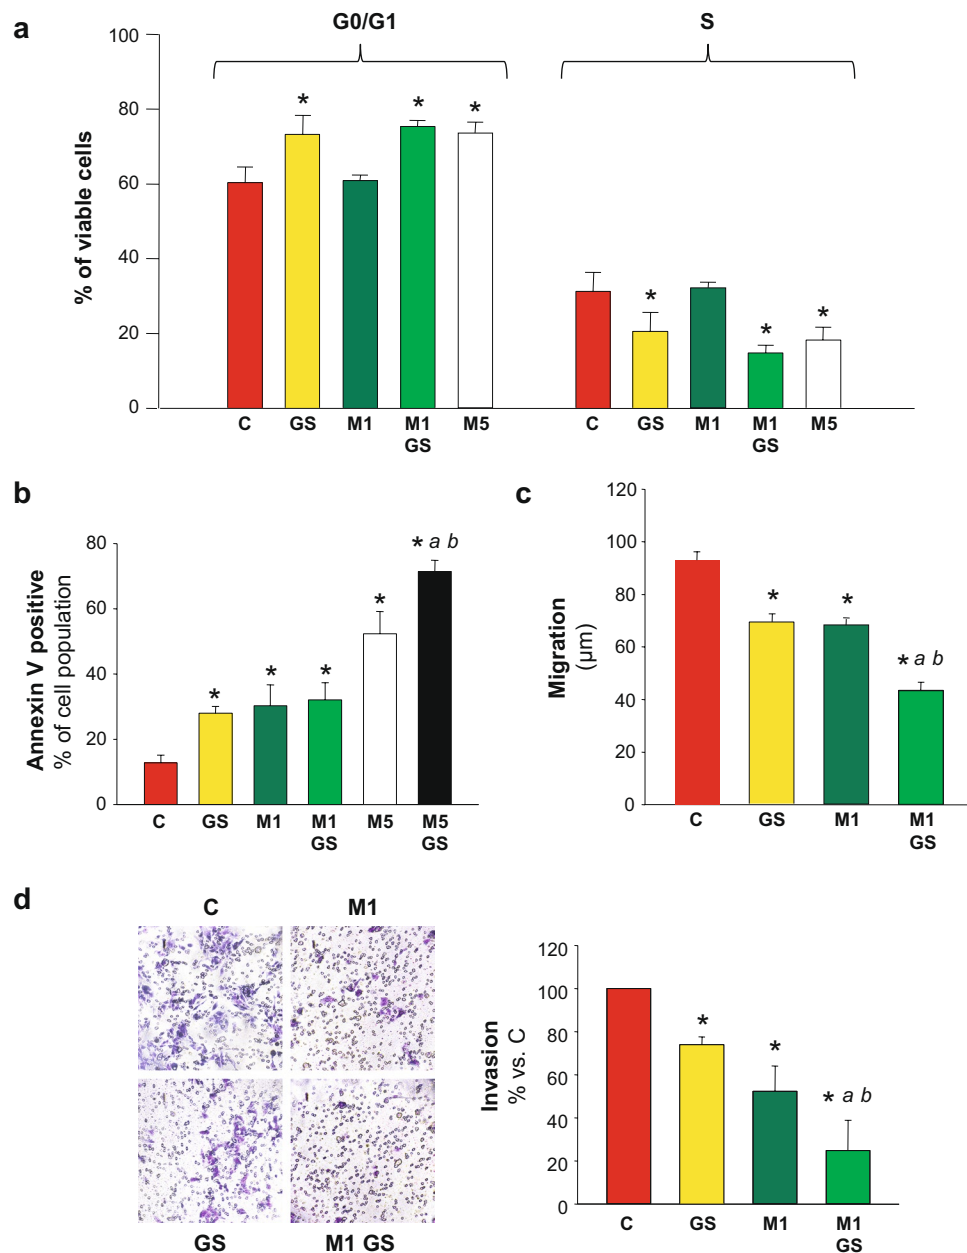 a
G0/G1
S
% of viable cells
100
80
60
40
20
0
C
GS
M1
M1
GS
M5
C
GS
M1
M1
GS
M5
*
*
*
*
*
*
b
Annexin V positive
% of cell population
80
60
40
20
0
*
*
*
*
* a b
C
GS
M1
M1
GS
M5
M5
GS
c
Migration
(μm)
120
100
80
60
40
20
0
*
*
* a b
C
GS
M1
M1
GS
d
C
M1
GS
M1 GS
Invasion
% vs. C
120
100
80
60
40
20
0
*
*
* a b
C
GS
M1
M1
GS